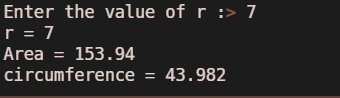 Enter the value of r :> 7
r = 7
Area = 153.94
circumference = 43.982